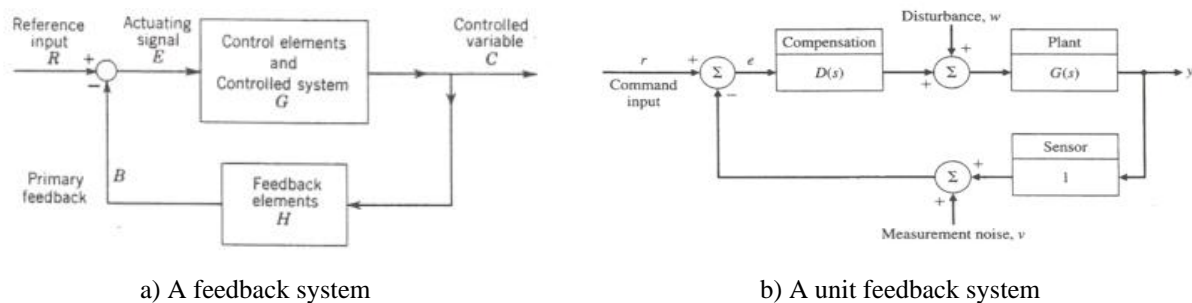 Reference
input
R
+
−
Actuating
signal
E
Control elements
and
Controlled system
G
Controlled
variable
C
B
Primary
feedback
Feedback
elements
H
a) A feedback system
Disturbance, w
r
Command
input
+
Σ
−
e
Compensation
D(s)
+
+
Σ
Plant
G(s)
y
Sensor
1
+
Σ
+
Measurement noise, v
b) A unit feedback system